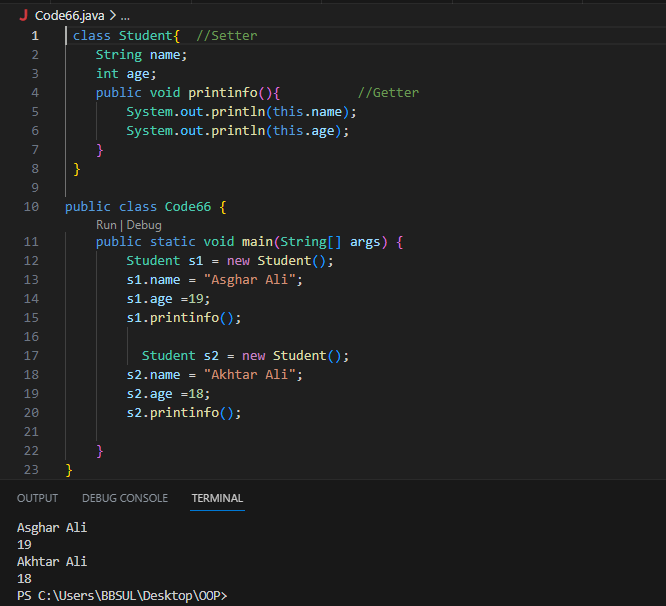 J Code66.java > ...
1 class Student{ //Setter
2 String name;
3 int age;
4 public void printinfo(){ //Getter
5 System.out.println(this.name);
6 System.out.println(this.age);
7 }
8 }
9
10 public class Code66 {
Run | Debug
11 public static void main(String[] args) {
12 Student s1 = new Student();
13 s1.name = "Asghar Ali";
14 s1.age =19;
15 s1.printinfo();
16
17 Student s2 = new Student();
18 s2.name = "Akhtar Ali";
19 s2.age =18;
20 s2.printinfo();
21
22 }
23 }
OUTPUT DEBUG CONSOLE TERMINAL
Asghar Ali
19
Akhtar Ali
18
PS C:\Users\BBSUL\Desktop\OOP>